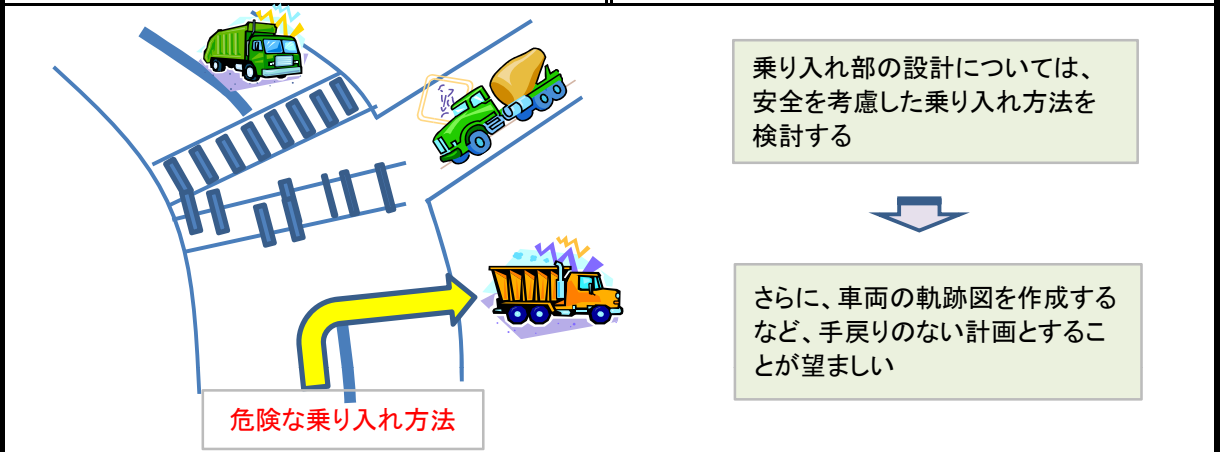 乗り入れ部の設計については、
安全を考慮した乗り入れ方法を
検討する
さらに、車両の軌跡図を作成する
など、手戻りのない計画とするこ
とが望ましい
危険な乗り入れ方法